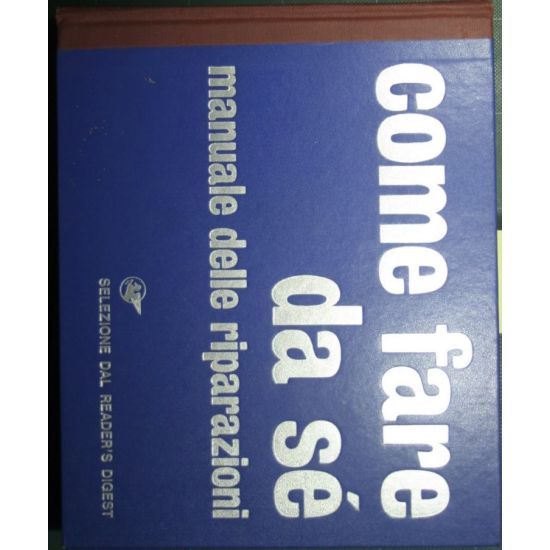 come fare
da sé
manuale delle riparazioni
SELEZIONE DAL READER'S DIGEST